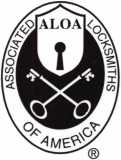 ALOA
ASSOCIATED LOCKSMITHS
OF AMERICA
®